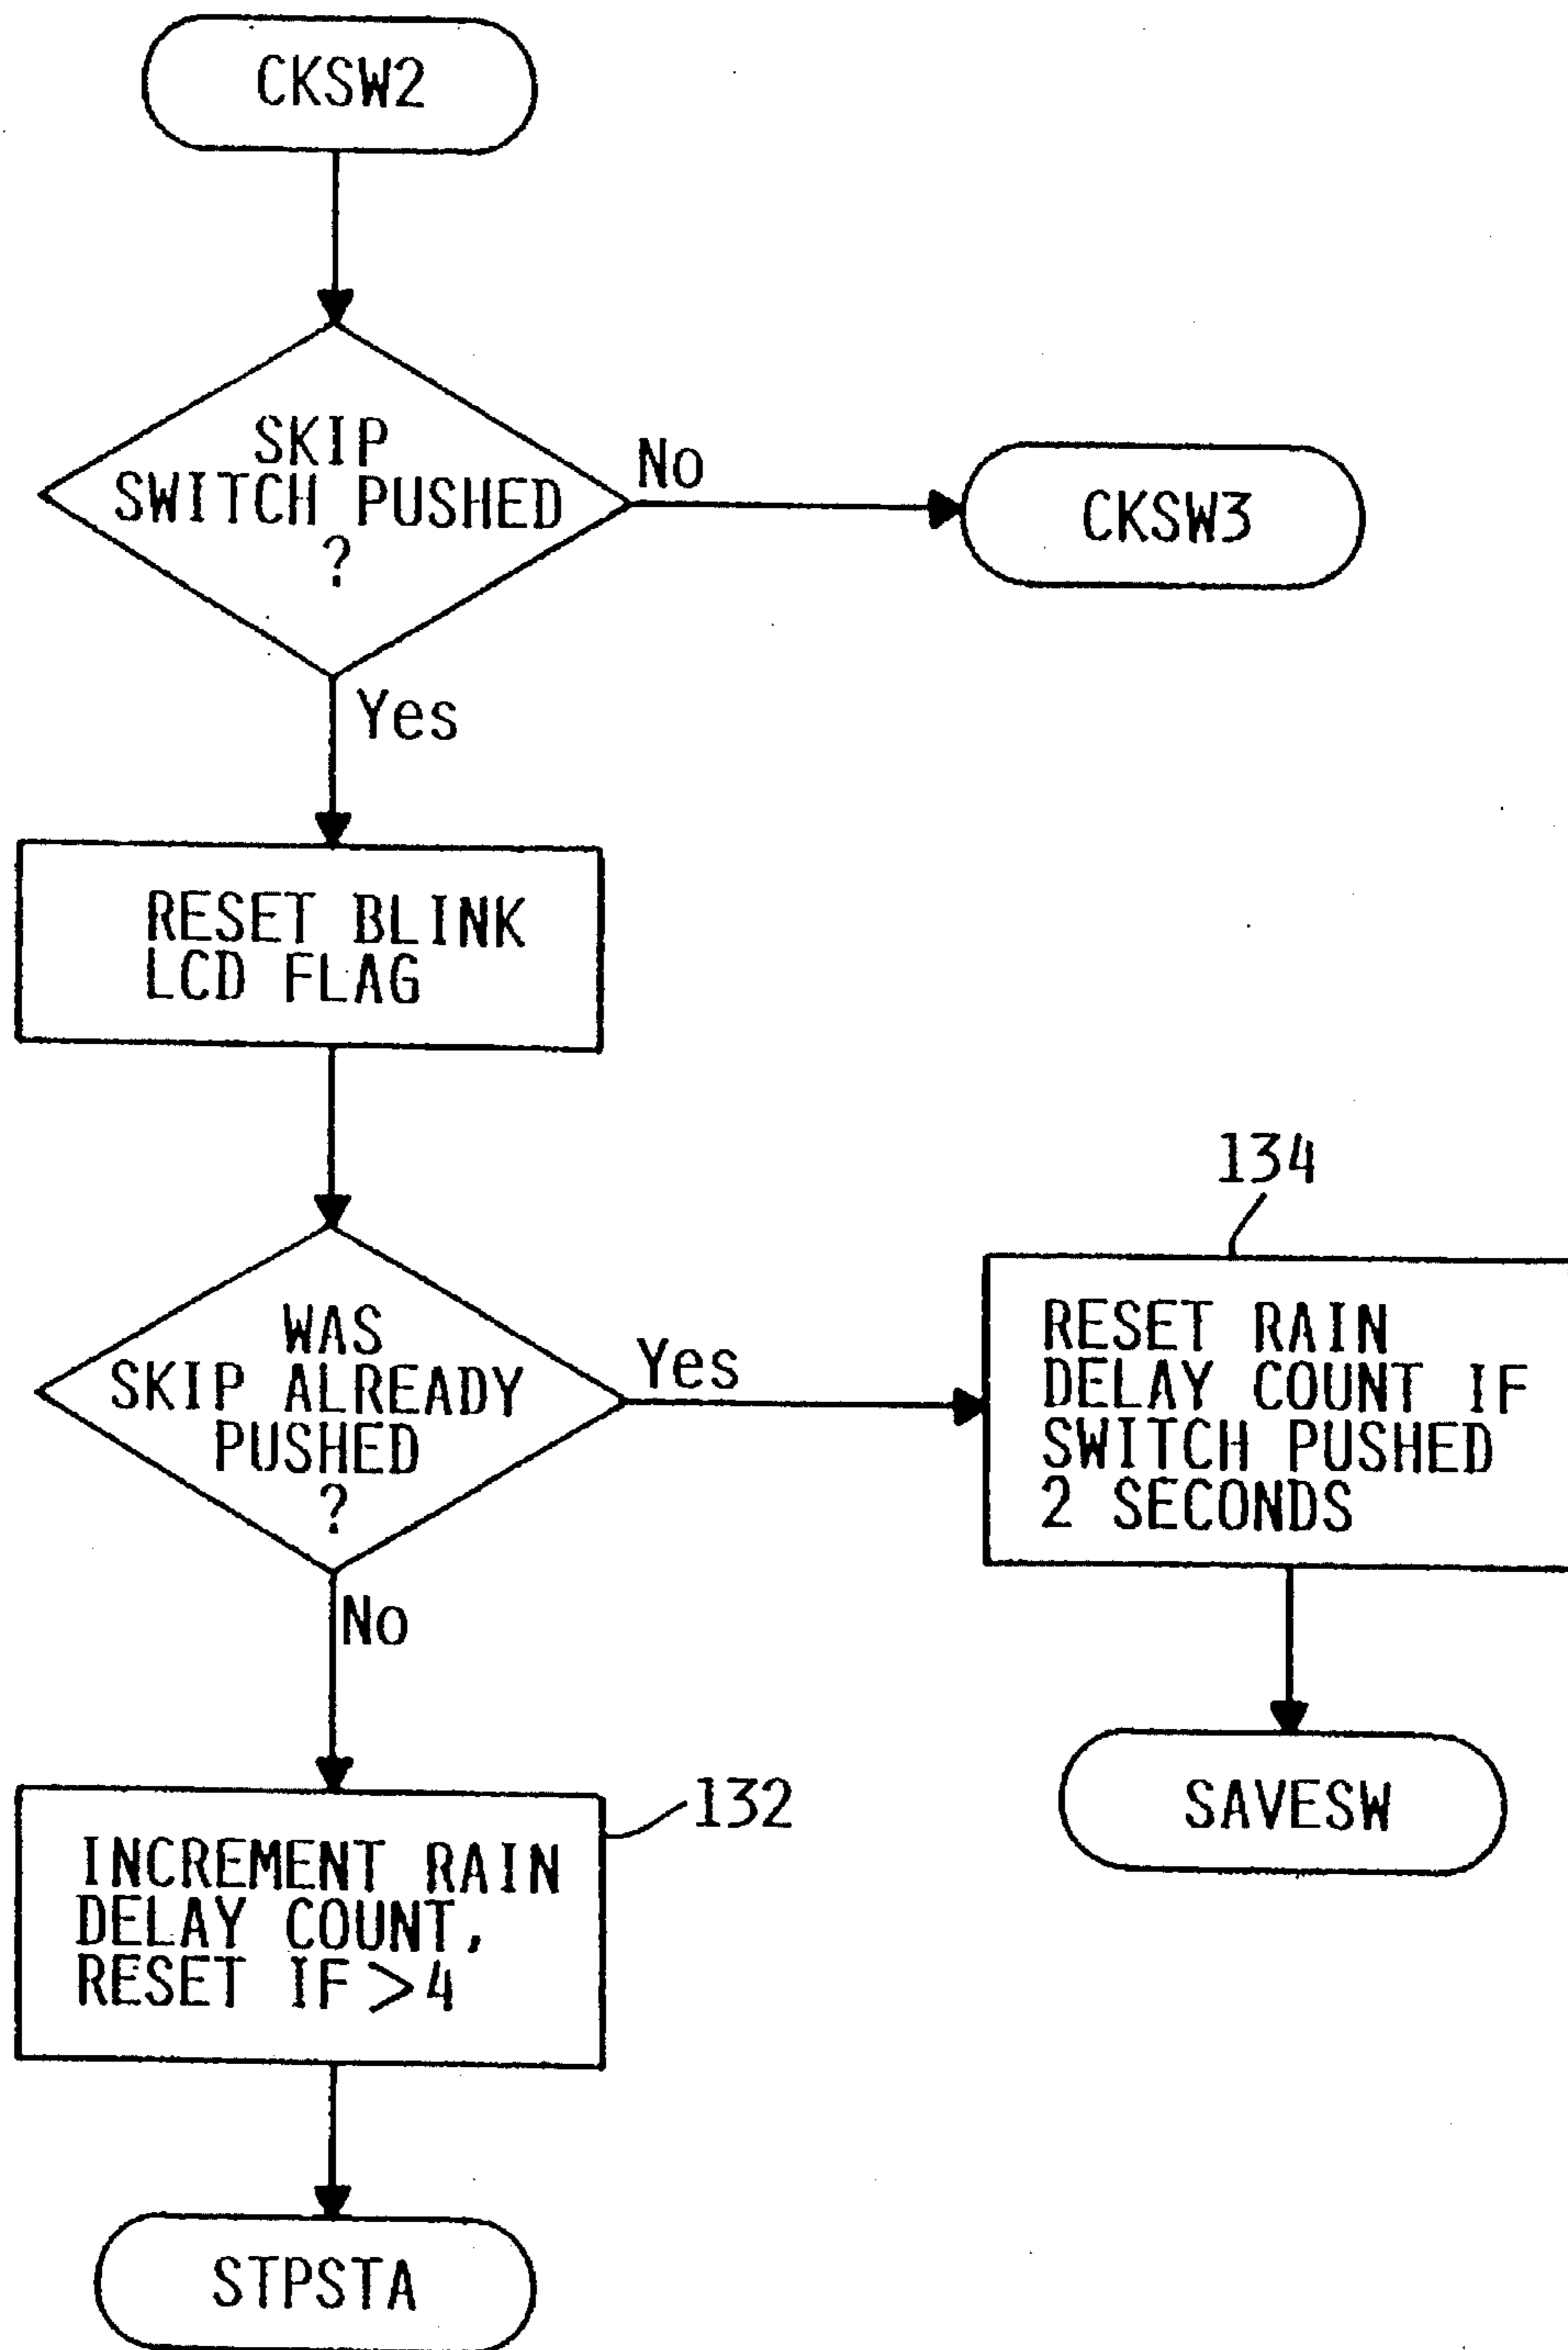 CKSW2
SKIP
SWITCH PUSHED
?
No
CKSW3
Yes
RESET BLINK
LCD FLAG
WAS
SKIP ALREADY
PUSHED
?
Yes
134
RESET RAIN
DELAY COUNT IF
SWITCH PUSHED
2 SECONDS
SAVESW
No
132
INCREMENT RAIN
DELAY COUNT,
RESET IF >4
STPSTA